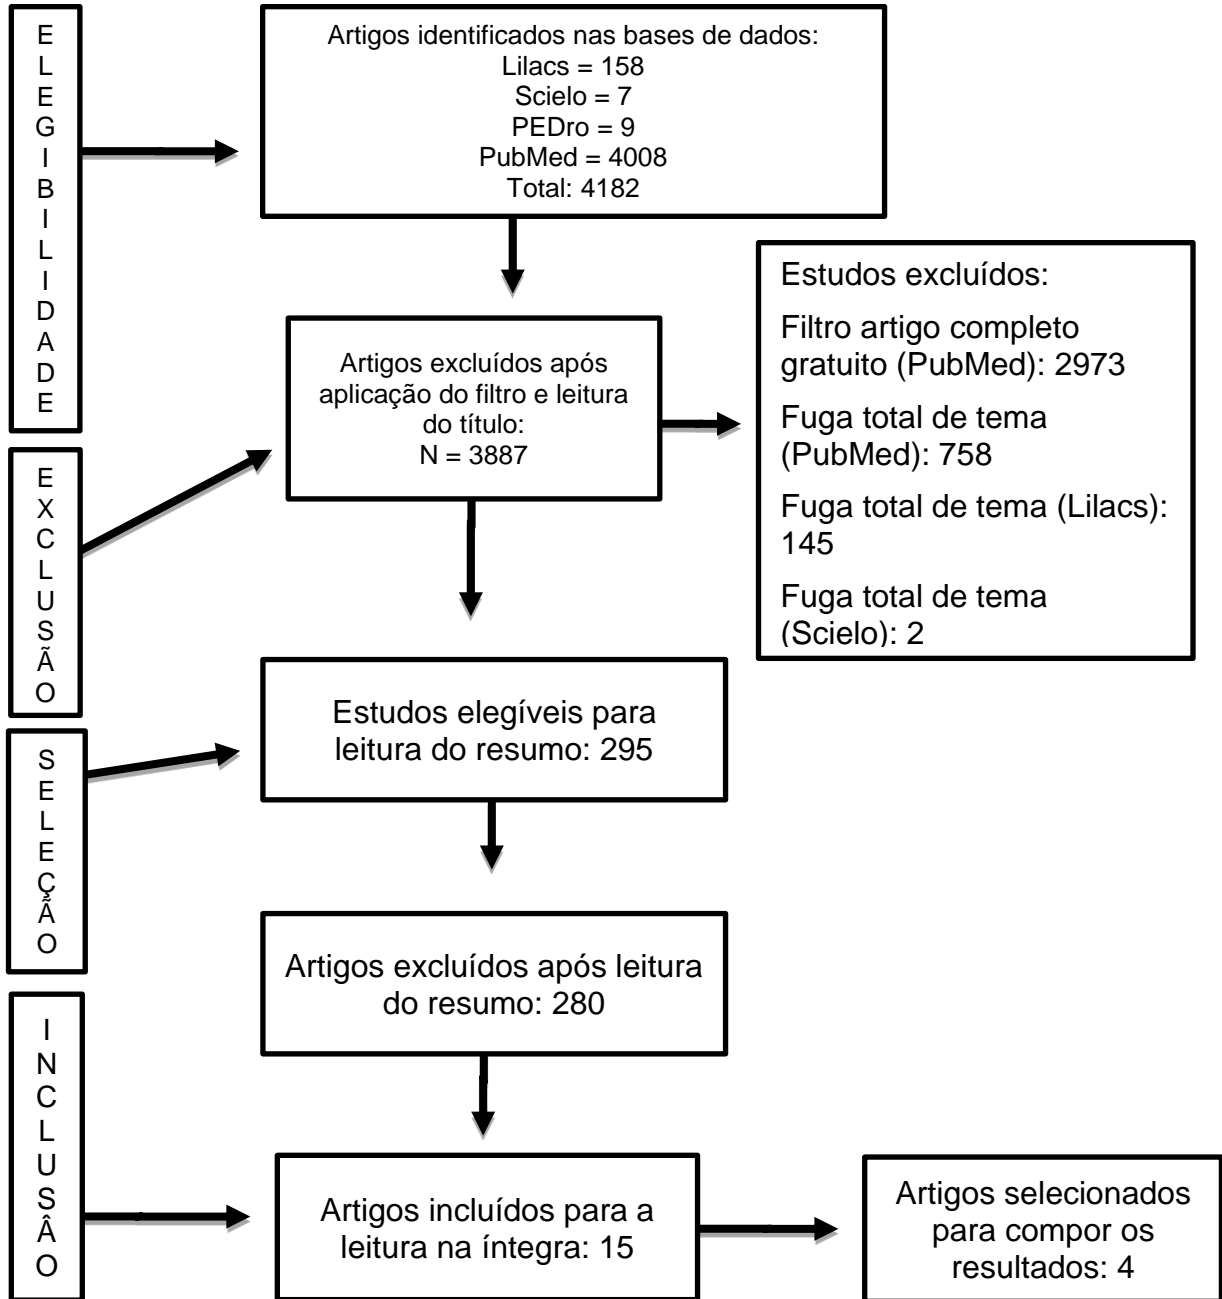 ELEGIBILIDADE
Artigos identificados nas bases de dados:
Lilacs = 158
Scielo = 7
PEDro = 9
PubMed = 4008
Total: 4182
EXCLUSÃO
Artigos excluídos após
aplicação do filtro e leitura
do título:
N = 3887
Estudos excluídos:
Filtro artigo completo
gratuito (PubMed): 2973
Fuga total de tema
(PubMed): 758
Fuga total de tema (Lilacs):
145
Fuga total de tema
(Scielo): 2
SELEÇÃO
Estudos elegíveis para
leitura do resumo: 295
Artigos excluídos após leitura
do resumo: 280
INCLUSÂO
Artigos incluídos para a
leitura na íntegra: 15
Artigos selecionados
para compor os
resultados: 4